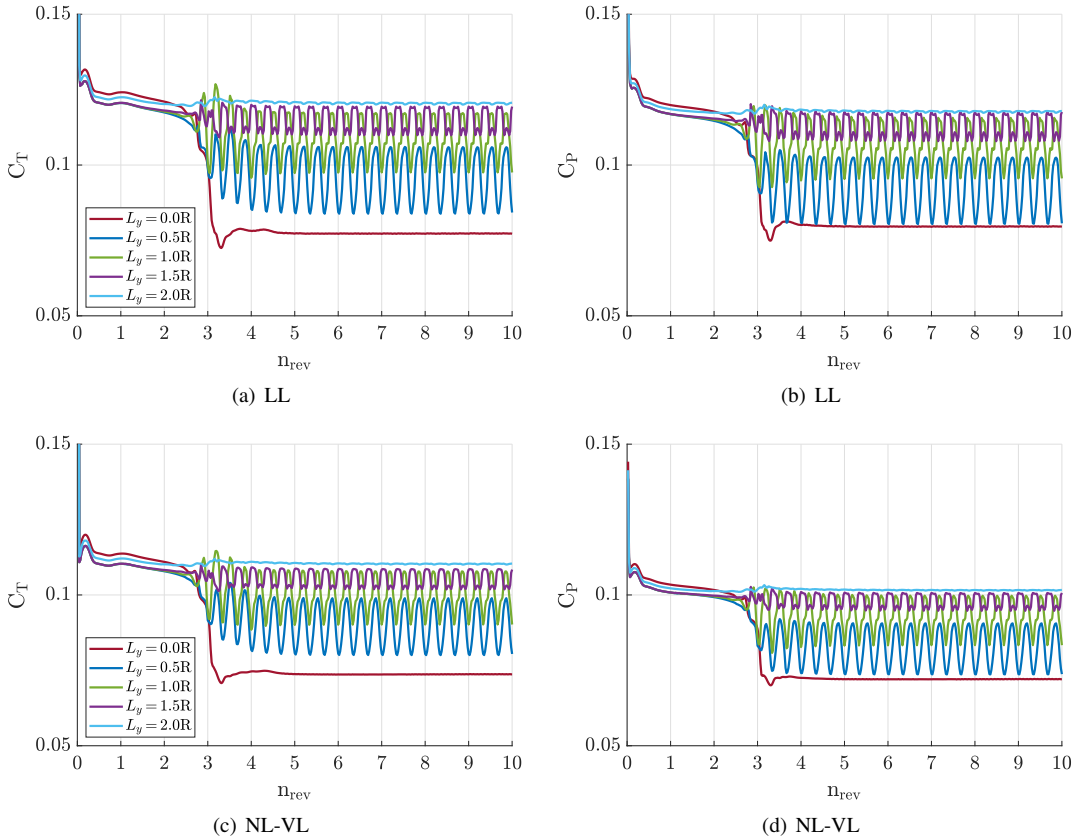 0.15
0.1
0.05
C_T
L_y = 0.0R
L_y = 0.5R
L_y = 1.0R
L_y = 1.5R
L_y = 2.0R
0 1 2 3 4 5 6 7 8 9 10
n_rev
(a) LL
0.15
0.1
0.05
C_P
0 1 2 3 4 5 6 7 8 9 10
n_rev
(b) LL
0.15
0.1
0.05
C_T
L_y = 0.0R
L_y = 0.5R
L_y = 1.0R
L_y = 1.5R
L_y = 2.0R
0 1 2 3 4 5 6 7 8 9 10
n_rev
(c) NL-VL
0.15
0.1
0.05
C_P
0 1 2 3 4 5 6 7 8 9 10
n_rev
(d) NL-VL